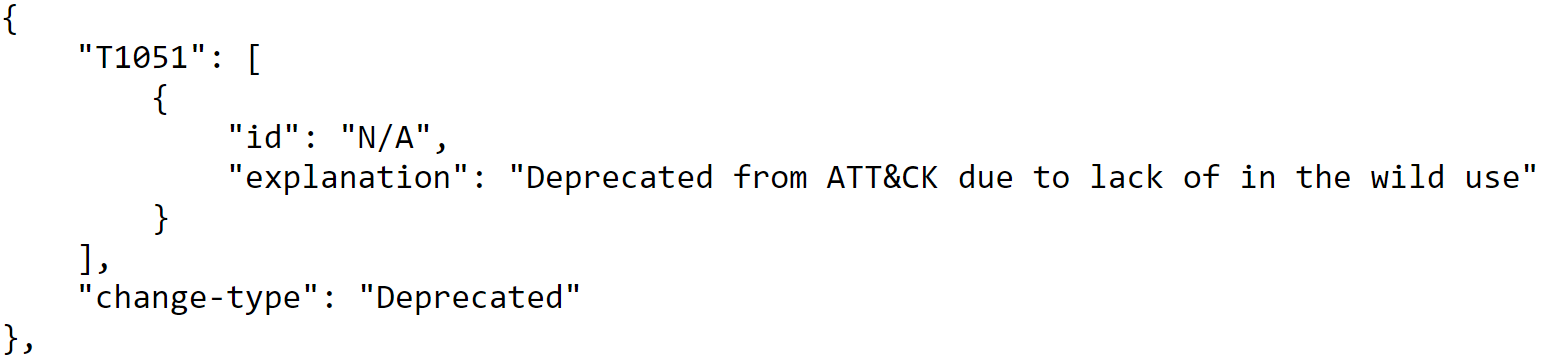 {
    "T1051": [
        {
            "id": "N/A",
            "explanation": "Deprecated from ATT&CK due to lack of in the wild use"
        }
    ],
    "change-type": "Deprecated"
},